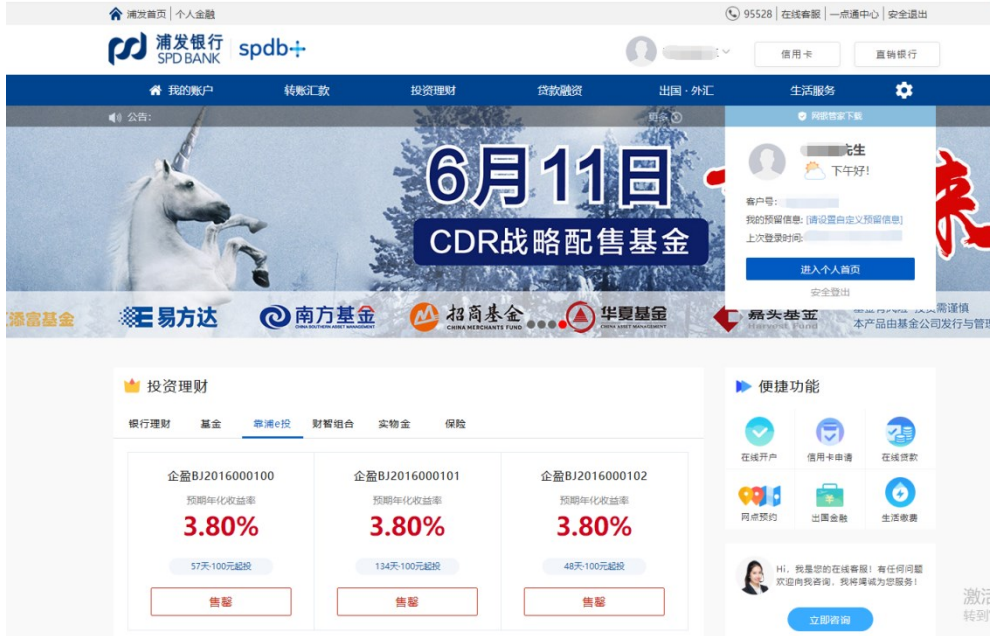 浦发首页 | 个人金融
95528 | 在线客服 | 一点通中心 | 安全退出
浦发银行
SPD BANK
spdb+
信用卡
直销银行
我的账户 转账汇款 投资理财 贷款融资 出国·外汇 生活服务
公告:
更多
网银管家下载
6月11日
来
CDR战略配售基金
先生
下午好!
客户号:
我的预留信息: [请设置自定义预留信息]
上次登录时间:
进入个人首页
安全登出
添富基金
易方达
南方基金
CHINA SOUTHERN ASSET MANAGEMENT
招商基金
CHINA MERCHANTS FUND
华夏基金
CHINA ASSET MANAGEMENT
嘉实基金
Harvest Fund
本产品由基金公司发行与管理
投资理财
银行理财 基金 靠浦e投 财智组合 实物金 保险
企盈BJ2016000100
预期年化收益率
3.80%
57天·100元起投
售罄
企盈BJ2016000101
预期年化收益率
3.80%
134天·100元起投
售罄
企盈BJ2016000102
预期年化收益率
3.80%
48天·100元起投
售罄
便捷功能
在线开户 信用卡申请 在线贷款
网点预约 出国金融 生活缴费
Hi,我是您的在线客服!有任何问题
欢迎向我咨询,我将竭诚为您服务!
立即咨询
激活
转到